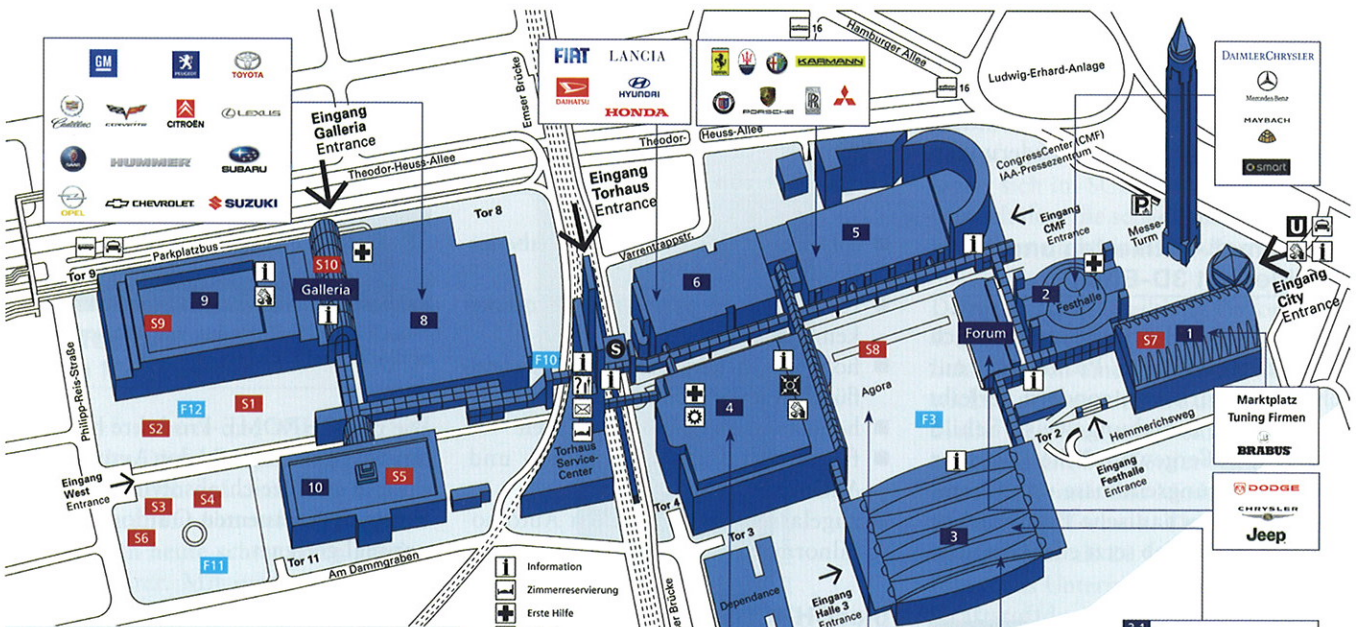 GM
PEUGEOT
TOYOTA
Cadillac
CORVETTE
CITROËN
LEXUS
SAAB
HUMMER
SUBARU
OPEL
CHEVROLET
SUZUKI
Eingang
Galleria
Entrance
FIAT
LANCIA
DAIHATSU
HYUNDAI
HONDA
KARMANN
PORSCHE
16
Hamburger Allee
16
Ludwig-Erhard-Anlage
DAIMLERCHRYSLER
Mercedes-Benz
MAYBACH
smart
Emser Brücke
Theodor-Heuss-Allee
Theodor-
Heuss-Allee
Eingang
Torhaus
Entrance
CongressCenter (CMF)
IAA-Pressezentrum
Eingang
CMF
Entrance
P
Messe-
Turm
U
Eingang
City
Entrance
Tor 8
Parkplatzbus
Tor 9
Varrentrappstr.
S10
Galleria
9
S9
8
6
5
2
Festhalle
1
S7
Forum
S8
Agora
F10
S
4
F3
F12
S1
S2
Philipp-Reis-Straße
Torhaus
Service-
Center
Hemmerichsweg
Tor 2
Eingang
Festhalle
Entrance
Marktplatz
Tuning Firmen
BRABUS
DODGE
CHRYSLER
Jeep
Eingang
West
Entrance
10
S5
S4
S3
S6
F11
Tor 11
Am Dammgraben
Tor 4
Tor 3
Dependance
3
Eingang
Halle 3
Entrance
er Brücke
i Information
Zimmerreservierung
Erste Hilfe
3.1